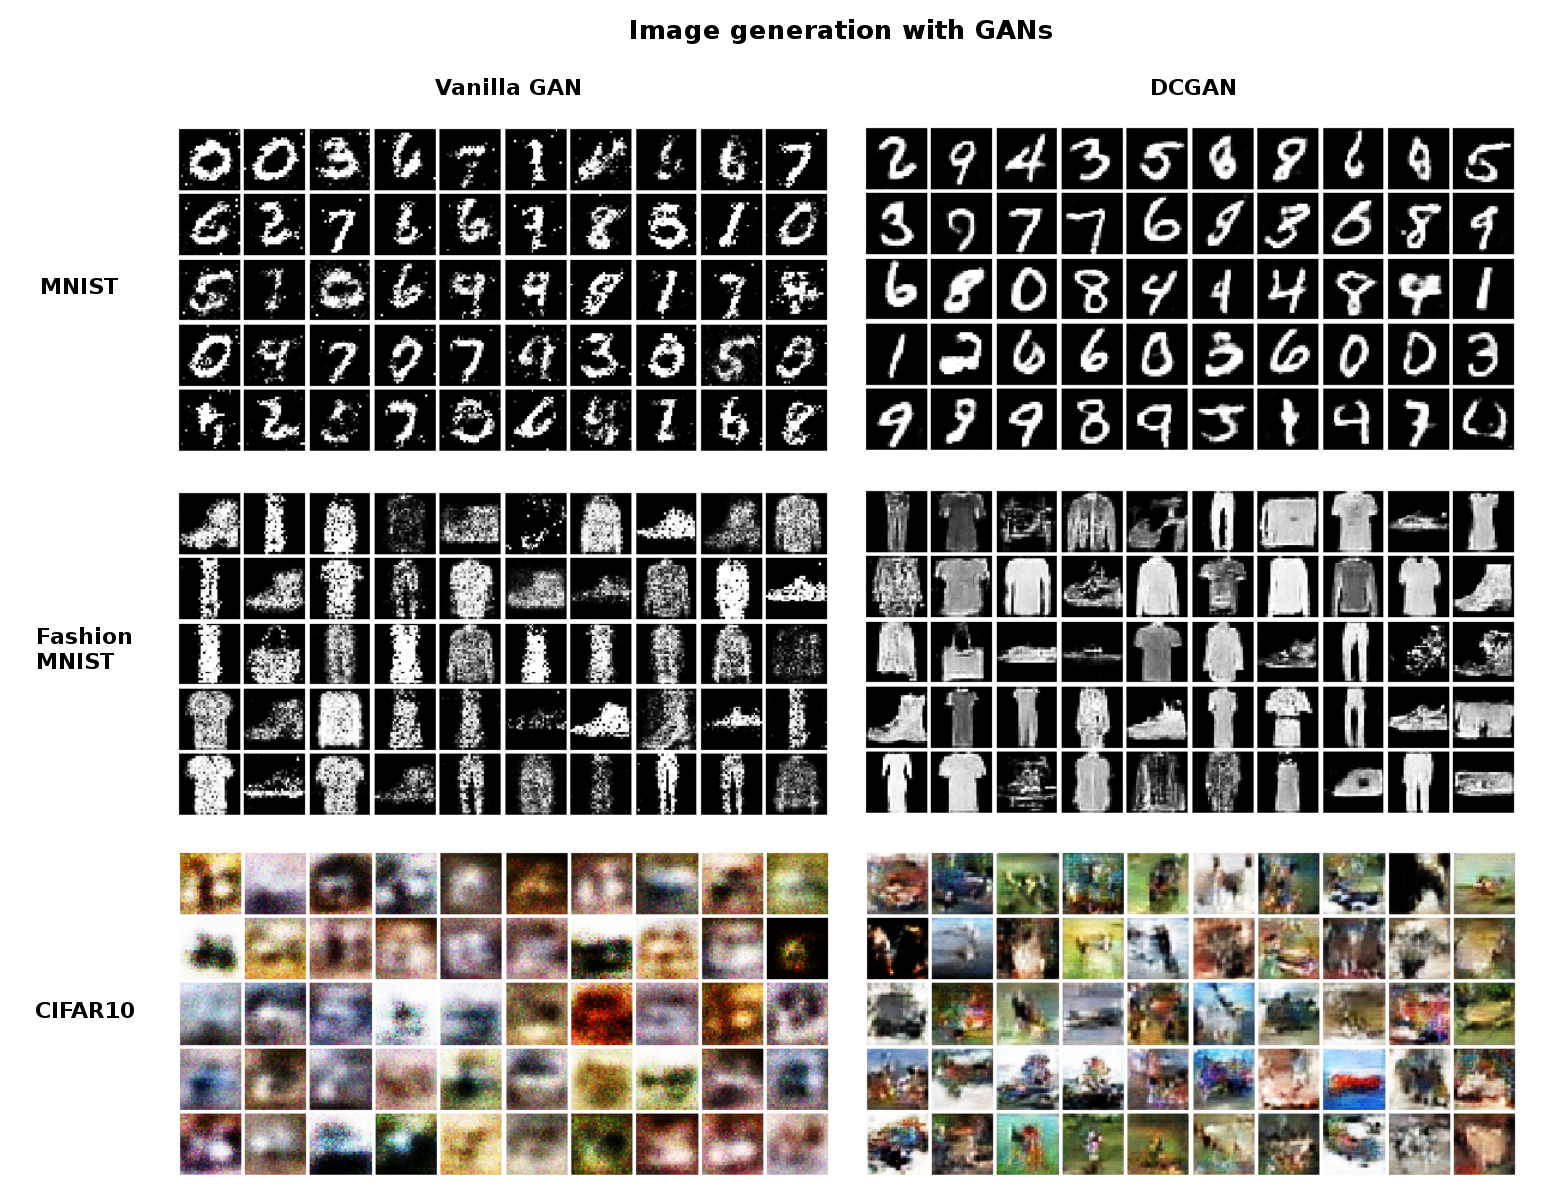 Image generation with GANs
Vanilla GAN
DCGAN
MNIST
Fashion
MNIST
CIFAR10